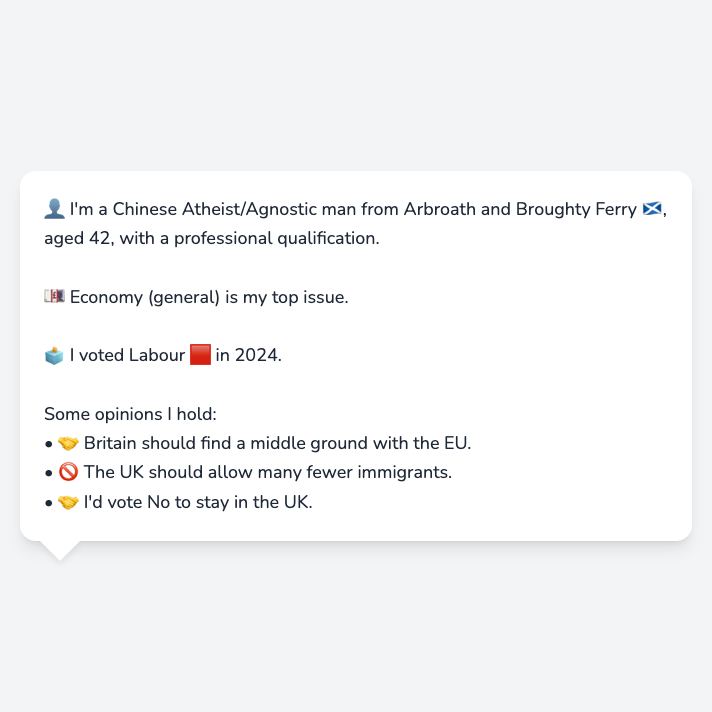 👤 I'm a Chinese Atheist/Agnostic man from Arbroath and Broughty Ferry 🏴󠁧󠁢󠁳󠁣󠁴󠁿,
aged 42, with a professional qualification.
💷 Economy (general) is my top issue.
🗳️ I voted Labour 🟥 in 2024.
Some opinions I hold:
• 🤝 Britain should find a middle ground with the EU.
• 🚫 The UK should allow many fewer immigrants.
• 🤝 I'd vote No to stay in the UK.